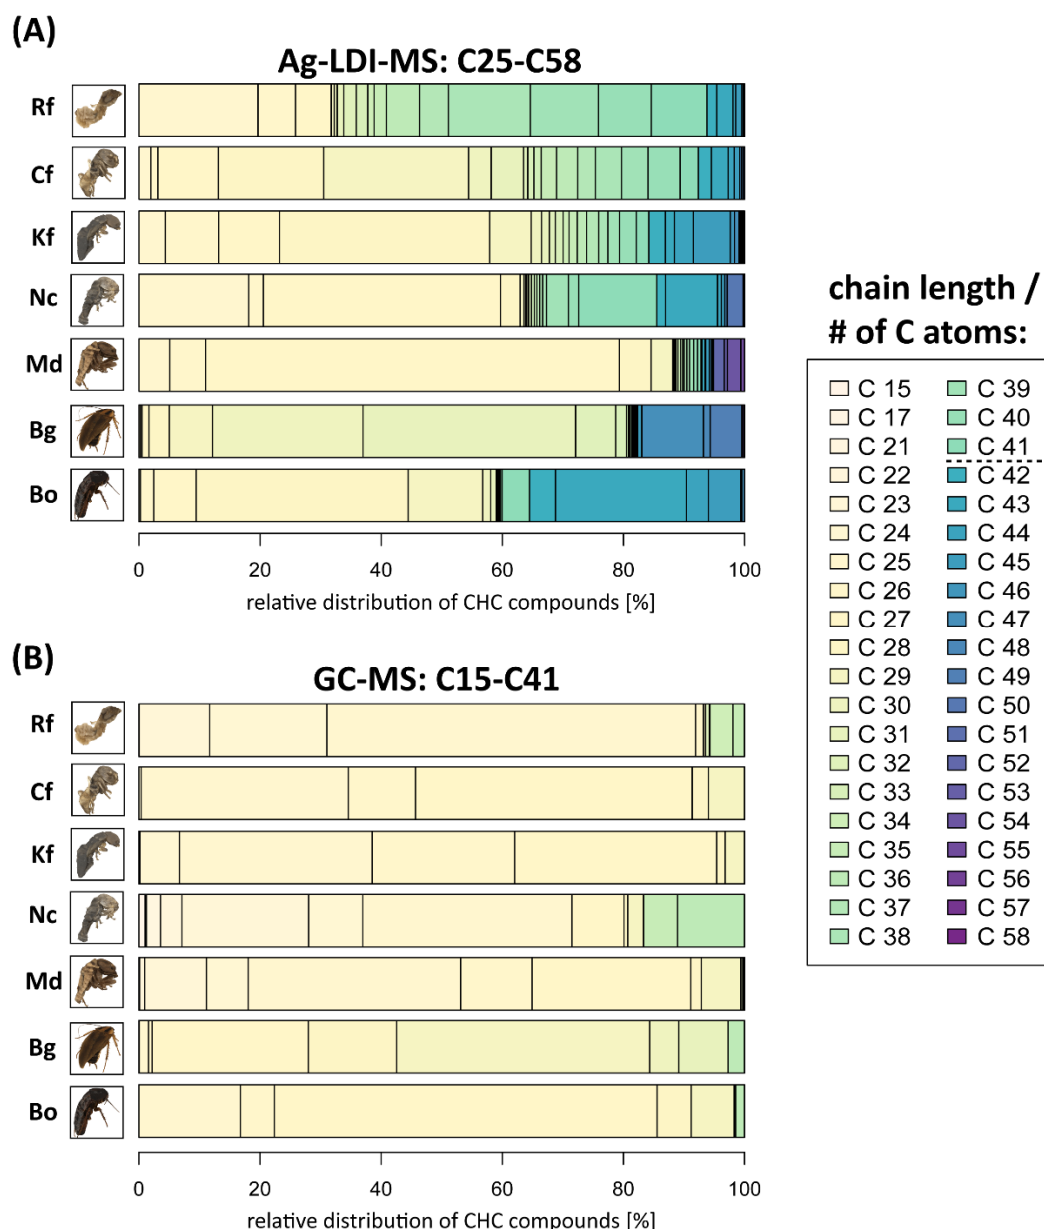 (A)
Ag-LDI-MS: C25-C58
Rf
Cf
Kf
Nc
Md
Bg
Bo
0 20 40 60 80 100
relative distribution of CHC compounds [%]
(B)
GC-MS: C15-C41
Rf
Cf
Kf
Nc
Md
Bg
Bo
0 20 40 60 80 100
relative distribution of CHC compounds [%]
chain length /
# of C atoms:
C 15
C 17
C 21
C 22
C 23
C 24
C 25
C 26
C 27
C 28
C 29
C 30
C 31
C 32
C 33
C 34
C 35
C 36
C 37
C 38
C 39
C 40
C 41
C 42
C 43
C 44
C 45
C 46
C 47
C 48
C 49
C 50
C 51
C 52
C 53
C 54
C 55
C 56
C 57
C 58